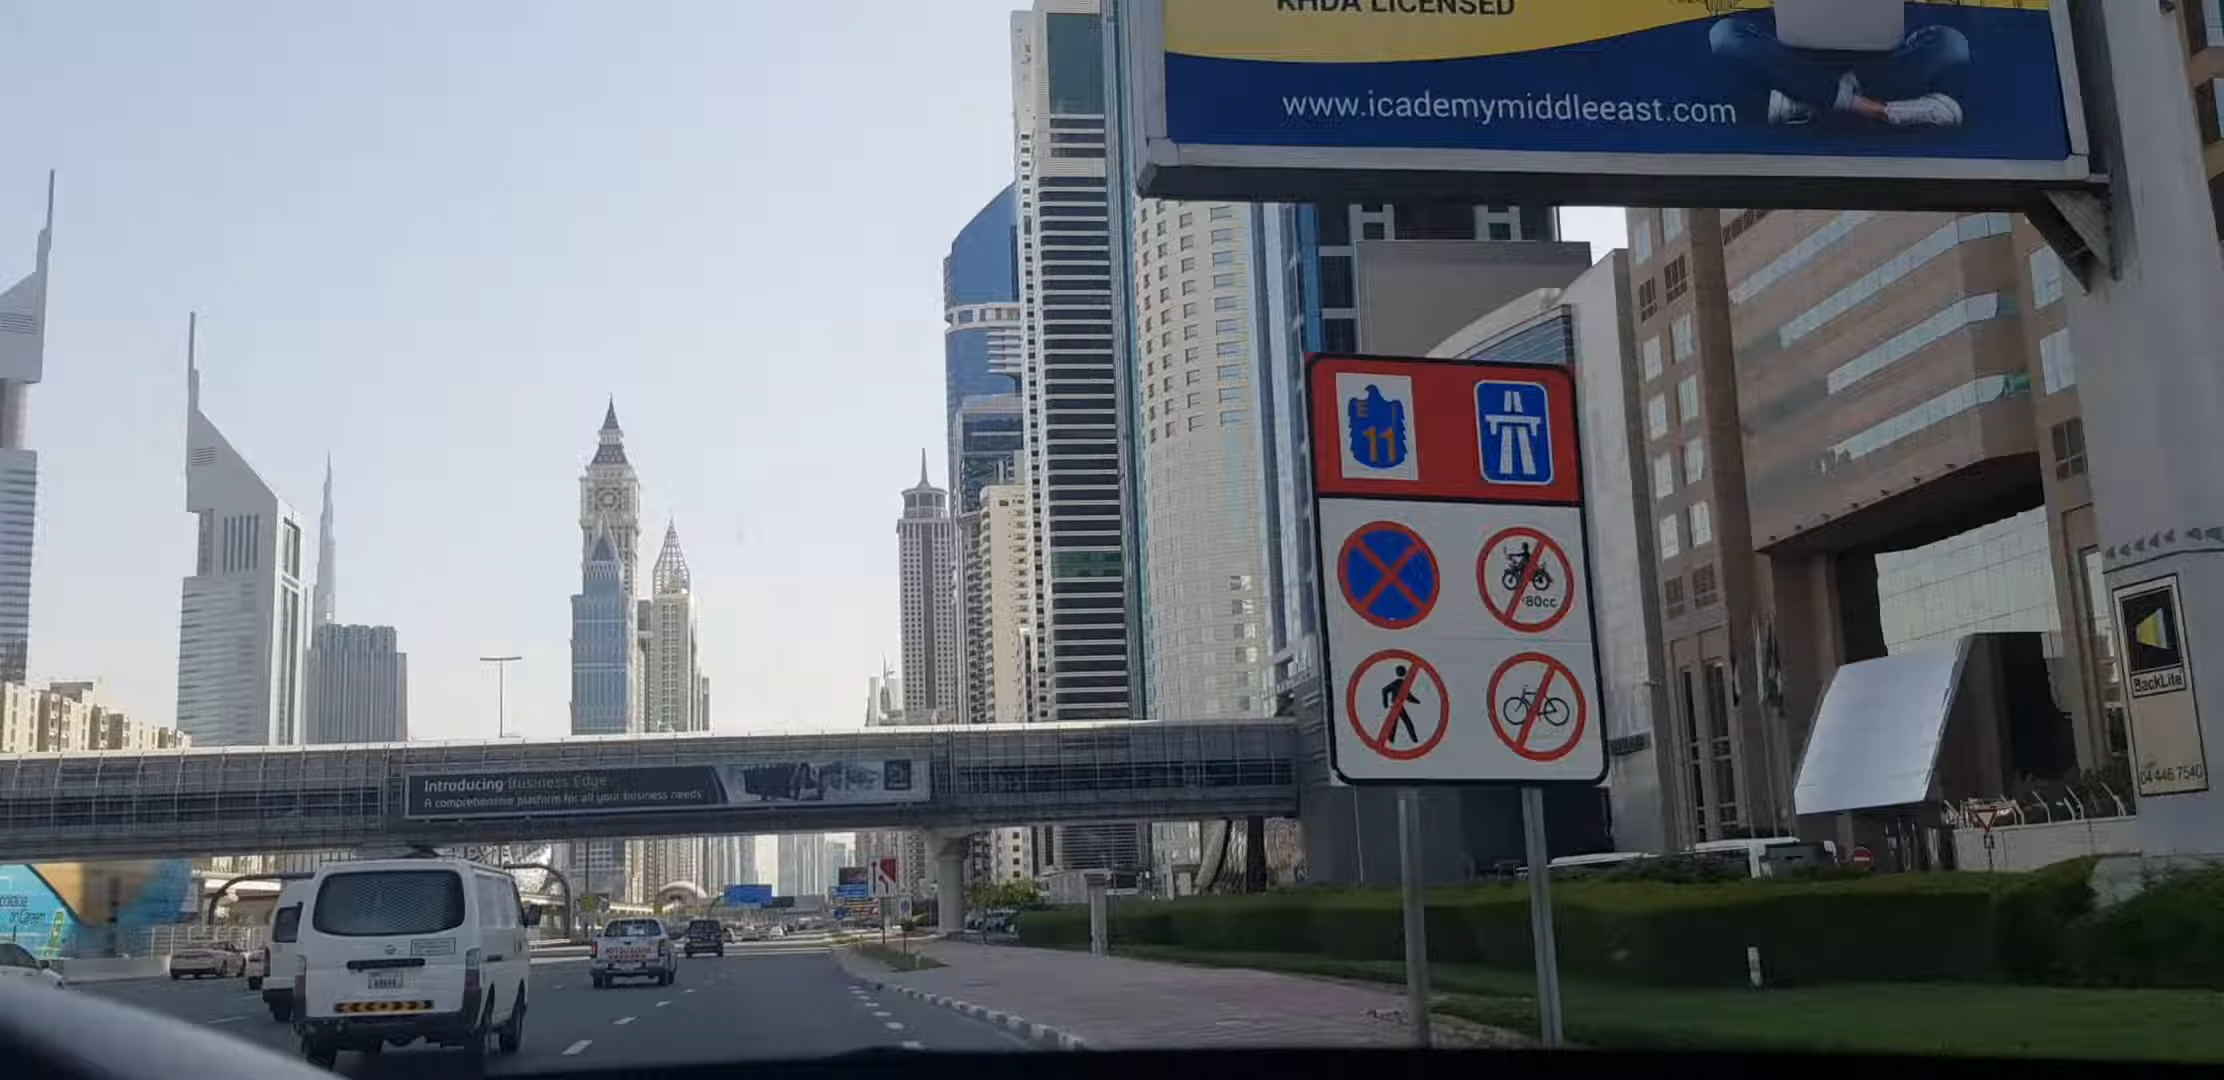 KHDA LICENSED
www.icademymiddleeast.com
E 11
80cc
Introducing Business Edge
A comprehensive platform for all your business needs
BackLite
04 446 7540